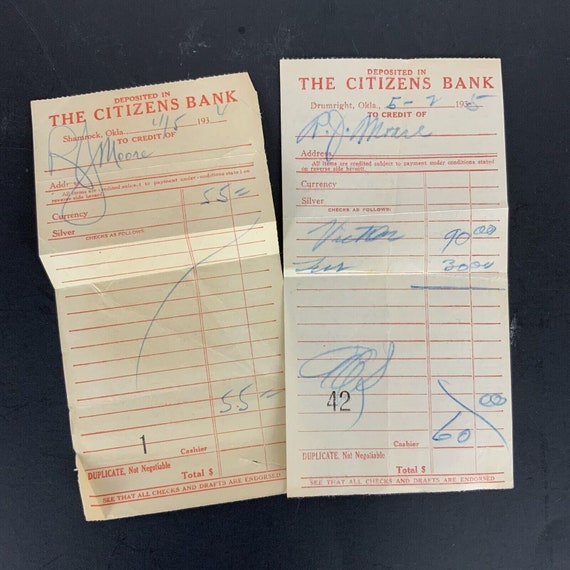 DEPOSITED IN
THE CITIZENS BANK
Shamrock, Okla. 4/15 193
TO CREDIT OF
Moore
Addr
All items are credited subject to payment under conditions stated on
reverse side hereof.
Currency 55=
Silver
CHECKS AS FOLLOWS:
55=
1
Cashier
DUPLICATE, Not Negotiable
Total $
SEE THAT ALL CHECKS AND DRAFTS ARE ENDORSED
DEPOSITED IN
THE CITIZENS BANK
Drumright, Okla., 5-2 1935
TO CREDIT OF
R. J. Moore
Address
All items are credited subject to payment under conditions stated
on reverse side hereof.
Currency
Silver
CHECKS AS FOLLOWS:
90 00
30 00
42
00
Cashier 60
DUPLICATE, Not Negotiable
Total $
SEE THAT ALL CHECKS AND DRAFTS ARE ENDORSED